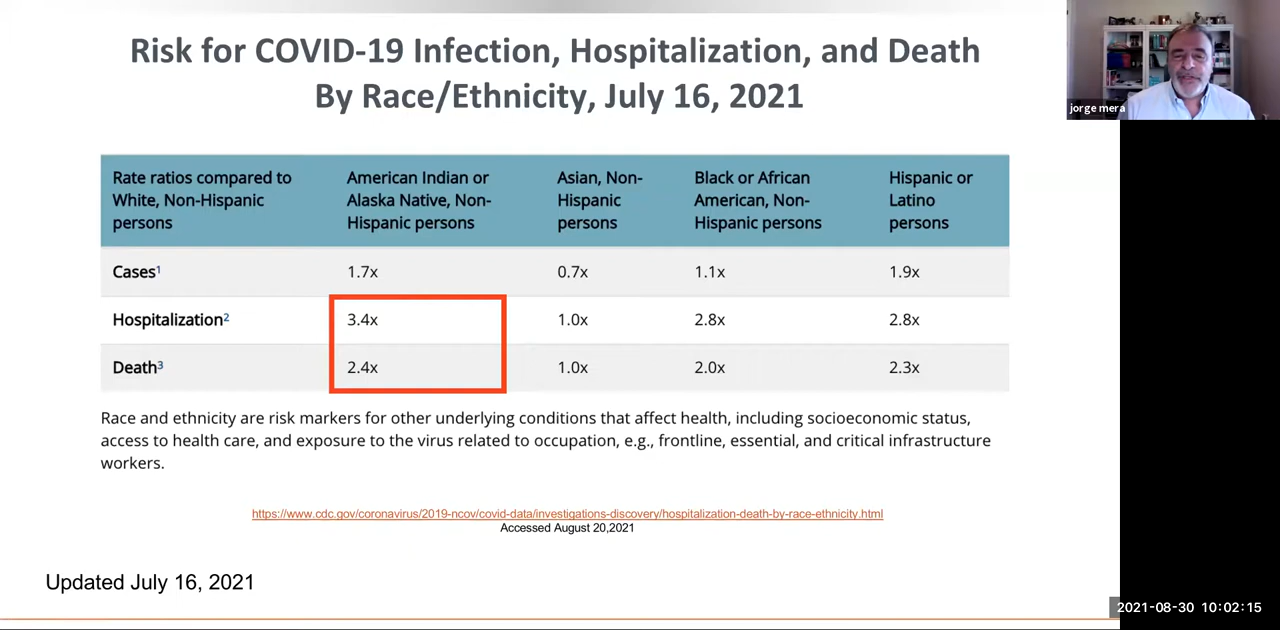 Risk for COVID-19 Infection, Hospitalization, and Death
By Race/Ethnicity, July 16, 2021
jorge mera
Rate ratios compared to White, Non-Hispanic persons
American Indian or Alaska Native, Non-Hispanic persons
Asian, Non-Hispanic persons
Black or African American, Non-Hispanic persons
Hispanic or Latino persons
Cases¹ 1.7x 0.7x 1.1x 1.9x
Hospitalization² 3.4x 1.0x 2.8x 2.8x
Death³ 2.4x 1.0x 2.0x 2.3x
Race and ethnicity are risk markers for other underlying conditions that affect health, including socioeconomic status,
access to health care, and exposure to the virus related to occupation, e.g., frontline, essential, and critical infrastructure
workers.
https://www.cdc.gov/coronavirus/2019-ncov/covid-data/investigations-discovery/hospitalization-death-by-race-ethnicity.html
Accessed August 20,2021
Updated July 16, 2021
2021-08-30 10:02:15